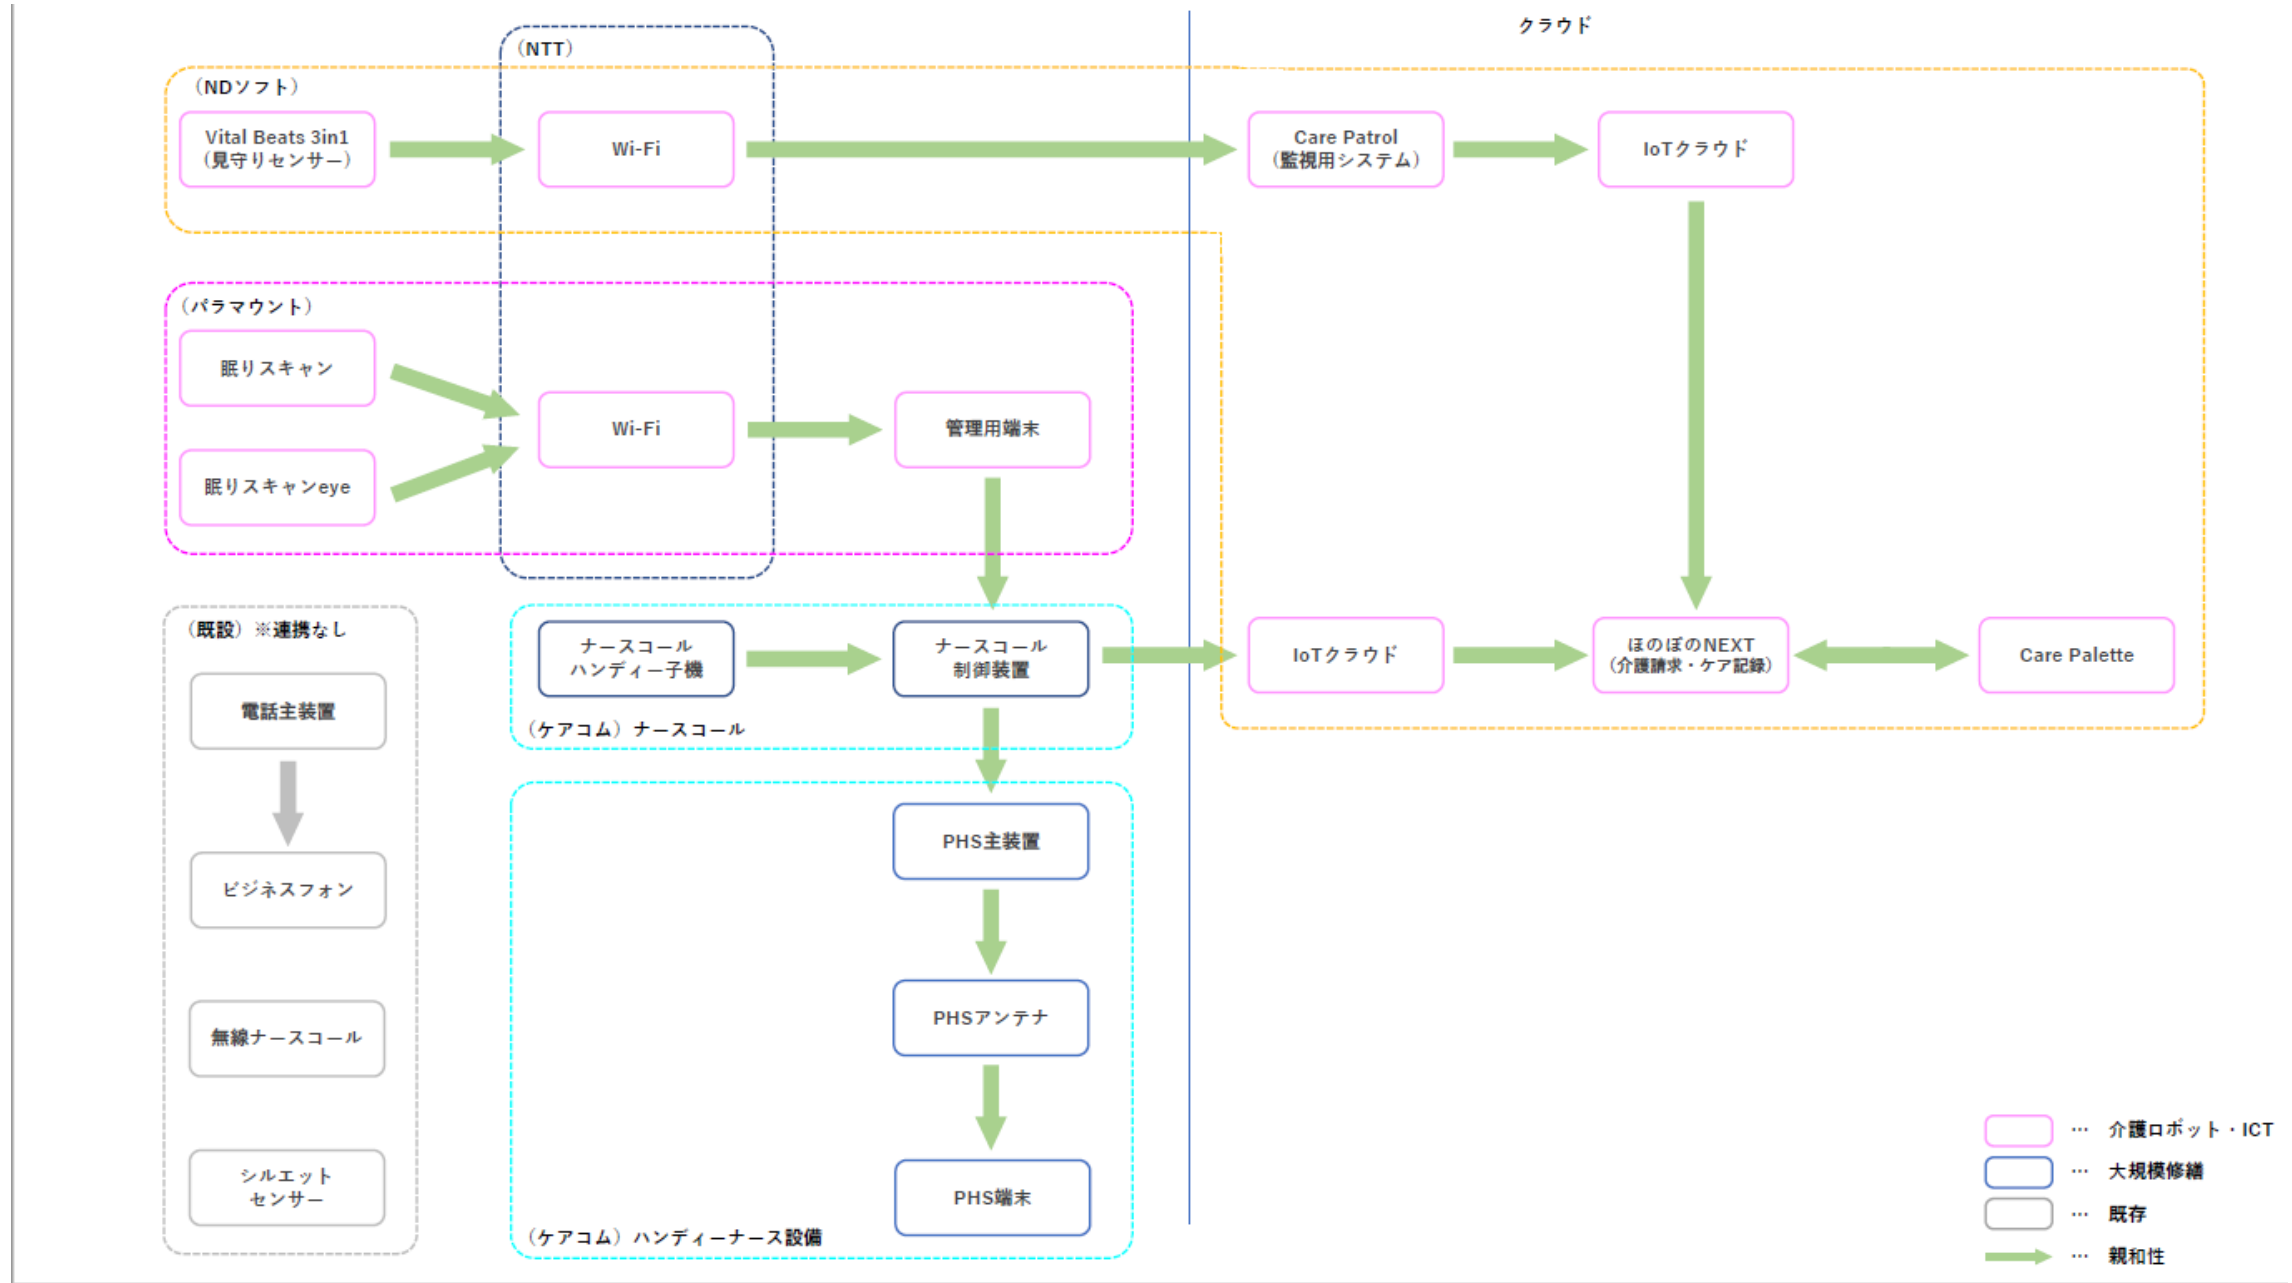 クラウド
（NTT）
（NDソフト）
Vital Beats 3in1
（見守りセンサー）
Wi-Fi
Care Patrol
（監視用システム）
IoTクラウド
（パラマウント）
眠りスキャン
眠りスキャンeye
Wi-Fi
管理用端末
（既設）※連携なし
電話主装置
ビジネスフォン
無線ナースコール
シルエット
センサー
ナースコール
ハンディー子機
ナースコール
制御装置
（ケアコム）ナースコール
IoTクラウド
ほのぼのNEXT
（介護請求・ケア記録）
Care Palette
PHS主装置
PHSアンテナ
PHS端末
（ケアコム）ハンディーナース設備
… 介護ロボット・ICT
… 大規模修繕
… 既存
… 親和性